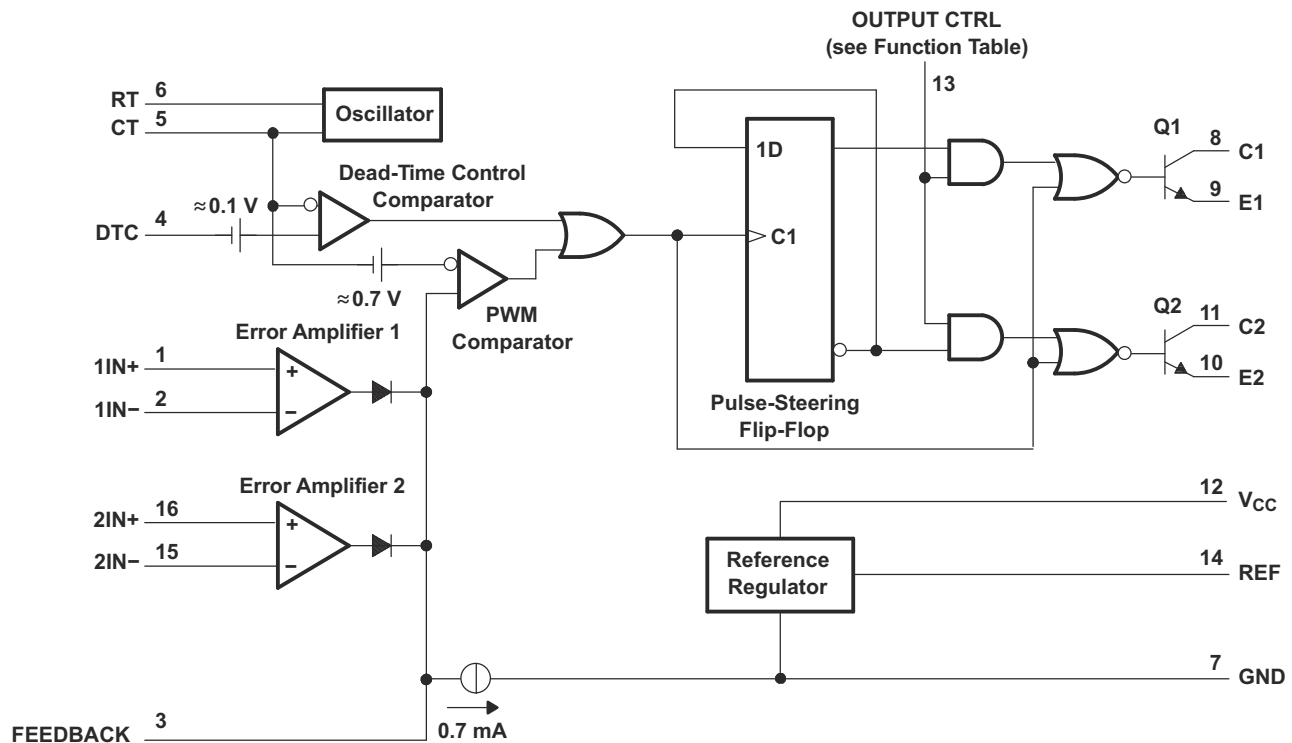 OUTPUT CTRL
(see Function Table)
13
RT 6
CT 5
Oscillator
Dead-Time Control
Comparator
≈0.1 V
DTC 4
≈0.7 V
PWM
Comparator
1D
C1
Pulse-Steering
Flip-Flop
Q1
8 C1
9 E1
Q2
11 C2
10 E2
Error Amplifier 1
1IN+ 1
+
1IN− 2
−
Error Amplifier 2
2IN+ 16
+
2IN− 15
−
12 VCC
Reference
Regulator
14 REF
7 GND
0.7 mA
FEEDBACK 3